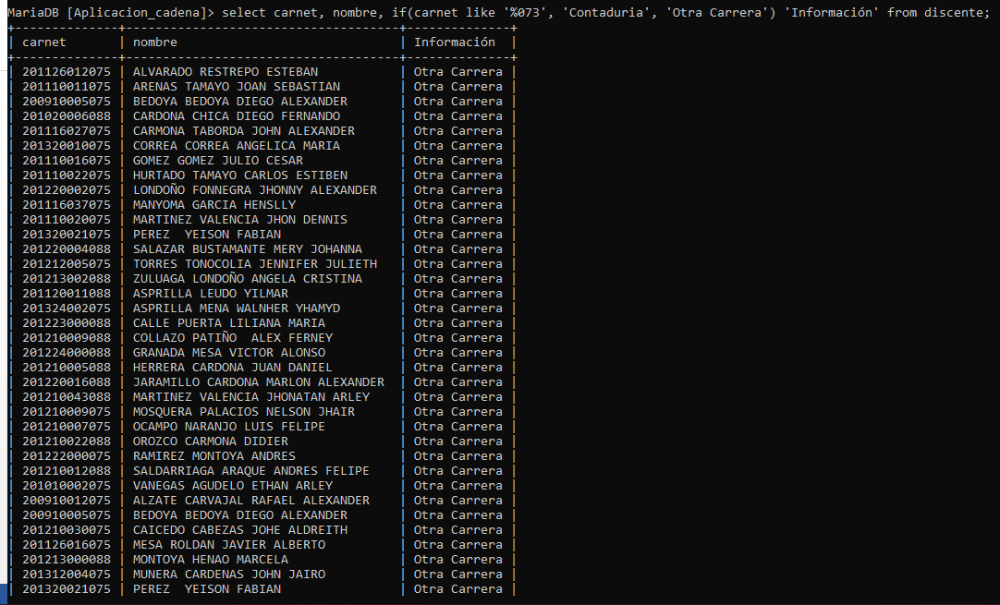 MariaDB [Aplicacion_cadena]> select carnet, nombre, if(carnet like '%073', 'Contaduria', 'Otra Carrera') 'Información' from discente;
+--------------+-------------------------------------+--------------+
| carnet       | nombre                              | Información  |
+--------------+-------------------------------------+--------------+
| 201126012075 | ALVARADO RESTREPO ESTEBAN           | Otra Carrera |
| 201110011075 | ARENAS TAMAYO JOAN SEBASTIAN        | Otra Carrera |
| 200910005075 | BEDOYA BEDOYA DIEGO ALEXANDER       | Otra Carrera |
| 201020006088 | CARDONA CHICA DIEGO FERNANDO        | Otra Carrera |
| 201116027075 | CARMONA TABORDA JOHN ALEXANDER      | Otra Carrera |
| 201320010075 | CORREA CORREA ANGELICA MARIA        | Otra Carrera |
| 201110016075 | GOMEZ GOMEZ JULIO CESAR             | Otra Carrera |
| 201110022075 | HURTADO TAMAYO CARLOS ESTIBEN       | Otra Carrera |
| 201220002075 | LONDOÑO FONNEGRA JHONNY ALEXANDER   | Otra Carrera |
| 201116037075 | MANYOMA GARCIA HENSLLY              | Otra Carrera |
| 201110020075 | MARTINEZ VALENCIA JHON DENNIS       | Otra Carrera |
| 201320021075 | PEREZ  YEISON FABIAN                | Otra Carrera |
| 201220004088 | SALAZAR BUSTAMANTE MERY JOHANNA     | Otra Carrera |
| 201212005075 | TORRES TONOCOLIA JENNIFER JULIETH   | Otra Carrera |
| 201213002088 | ZULUAGA LONDOÑO ANGELA CRISTINA     | Otra Carrera |
| 201120011088 | ASPRILLA LEUDO YILMAR               | Otra Carrera |
| 201324002075 | ASPRILLA MENA WALNHER YHAMYD        | Otra Carrera |
| 201223000088 | CALLE PUERTA LILIANA MARIA          | Otra Carrera |
| 201210009088 | COLLAZO PATIÑO  ALEX FERNEY         | Otra Carrera |
| 201224000088 | GRANADA MESA VICTOR ALONSO          | Otra Carrera |
| 201210005088 | HERRERA CARDONA JUAN DANIEL         | Otra Carrera |
| 201220016088 | JARAMILLO CARDONA MARLON ALEXANDER  | Otra Carrera |
| 201210043088 | MARTINEZ VALENCIA JHONATAN ARLEY    | Otra Carrera |
| 201210009075 | MOSQUERA PALACIOS NELSON JHAIR      | Otra Carrera |
| 201210007075 | OCAMPO NARANJO LUIS FELIPE          | Otra Carrera |
| 201210022088 | OROZCO CARMONA DIDIER               | Otra Carrera |
| 201222000075 | RAMIREZ MONTOYA ANDRES              | Otra Carrera |
| 201210012088 | SALDARRIAGA ARAQUE ANDRES FELIPE    | Otra Carrera |
| 201010002075 | VANEGAS AGUDELO ETHAN ARLEY         | Otra Carrera |
| 200910012075 | ALZATE CARVAJAL RAFAEL ALEXANDER    | Otra Carrera |
| 200910005075 | BEDOYA BEDOYA DIEGO ALEXANDER       | Otra Carrera |
| 201210030075 | CAICEDO CABEZAS JOHE ALDREITH       | Otra Carrera |
| 201126016075 | MESA ROLDAN JAVIER ALBERTO          | Otra Carrera |
| 201213000088 | MONTOYA HENAO MARCELA               | Otra Carrera |
| 201312004075 | MUNERA CARDENAS JOHN JAIRO          | Otra Carrera |
| 201320021075 | PEREZ  YEISON FABIAN                | Otra Carrera |